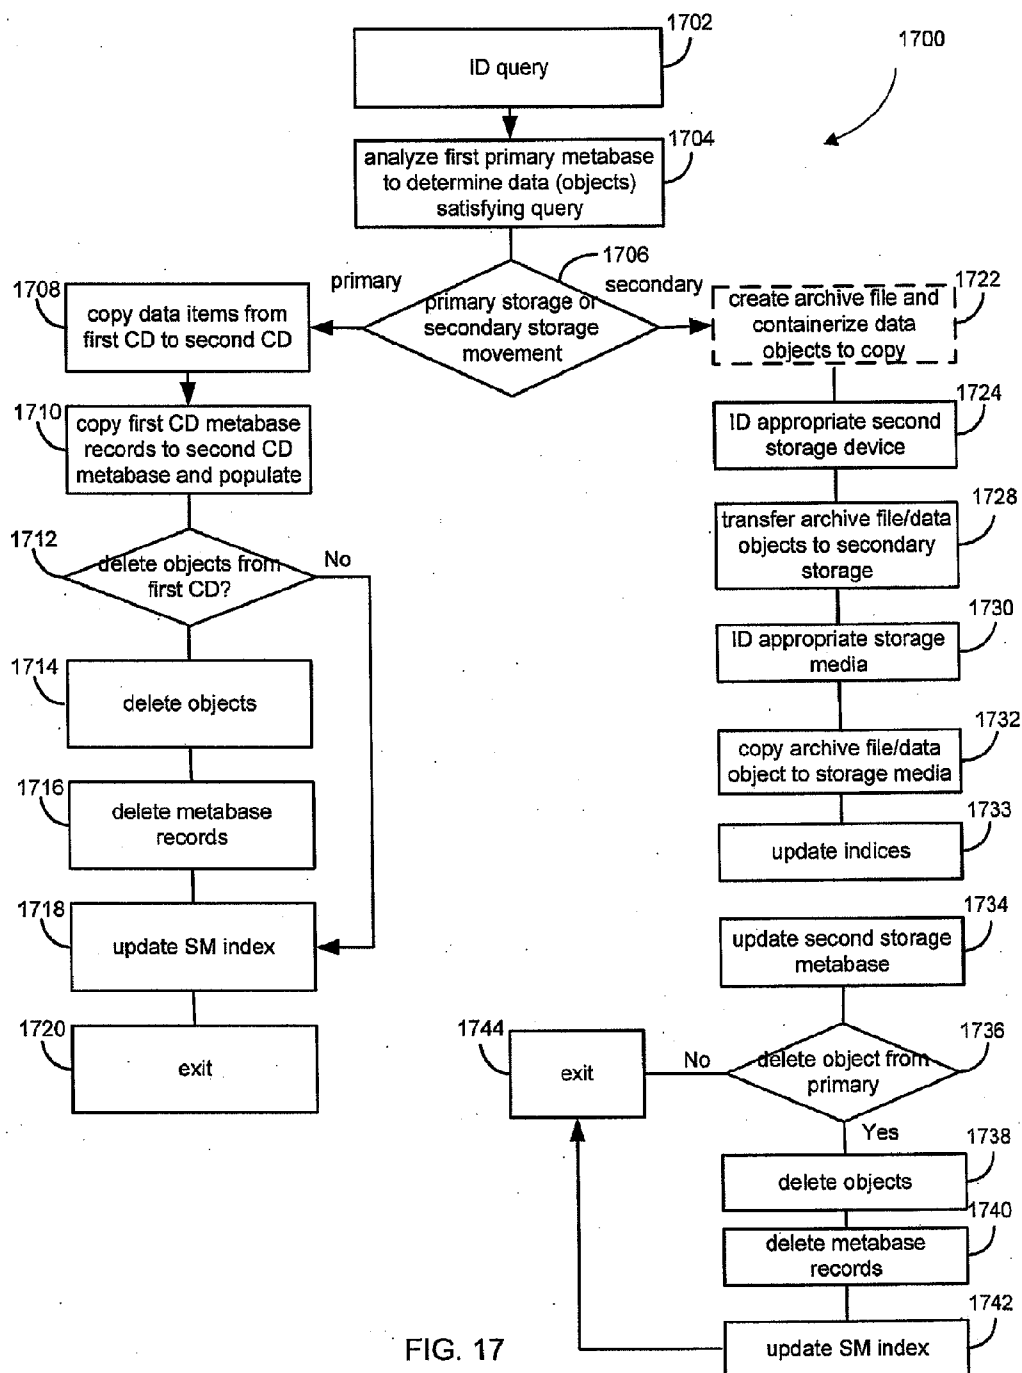 1702
1700
ID query
1704
analyze first primary metabase
to determine data (objects)
satisfying query
1706
primary
secondary
primary storage or
secondary storage
movement
1708
copy data items from
first CD to second CD
1710
copy first CD metabase
records to second CD
metabase and populate
1712
delete objects from
first CD?
No
1714
delete objects
1716
delete metabase
records
1718
update SM index
1720
exit
1722
create archive file and
containerize data
objects to copy
1724
ID appropriate second
storage device
1728
transfer archive file/data
objects to secondary
storage
1730
ID appropriate storage
media
1732
copy archive file/data
object to storage media
1733
update indices
1734
update second storage
metabase
1736
delete object from
primary
No
Yes
1744
exit
1738
delete objects
1740
delete metabase
records
1742
update SM index
FIG. 17